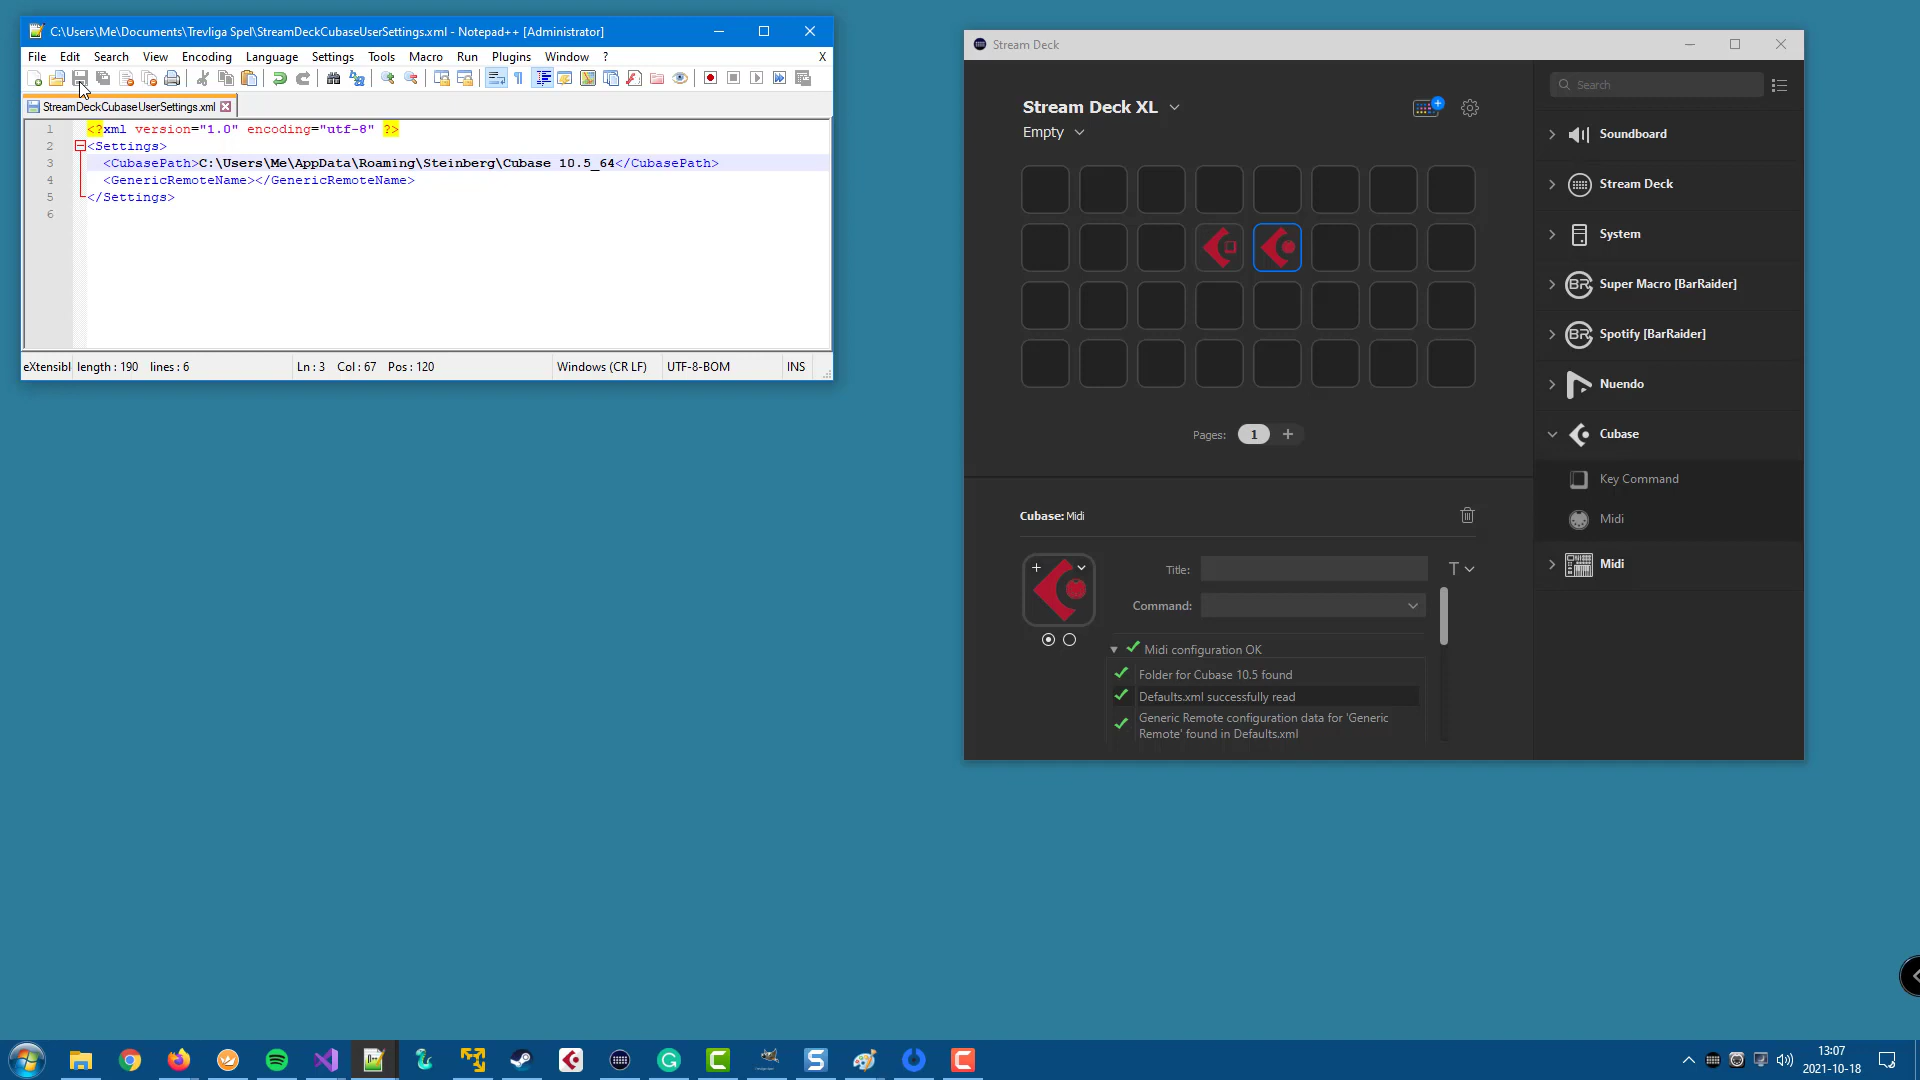 C:\Users\Me\Documents\Trevliga Spel\StreamDeckCubaseUserSettings.xml - Notepad++ [Administrator]
File Edit Search View Encoding Language Settings Tools Macro Run Plugins Window ? X
StreamDeckCubaseUserSettings.xml
1 <?xml version="1.0" encoding="utf-8" ?>
2 <Settings>
3 <CubasePath>C:\Users\Me\AppData\Roaming\Steinberg\Cubase 10.5_64</CubasePath>
4 <GenericRemoteName></GenericRemoteName>
5 </Settings>
6
eXtensibl length : 190 lines : 6 Ln : 3 Col : 67 Pos : 120 Windows (CR LF) UTF-8-BOM INS
Stream Deck
Stream Deck XL
Empty
Pages: 1 +
Cubase: Midi
Title: T
Command:
Midi configuration OK
Folder for Cubase 10.5 found
Defaults.xml successfully read
Generic Remote configuration data for 'Generic
Remote' found in Defaults.xml
Search
Soundboard
Stream Deck
System
BR Super Macro [BarRaider]
BR Spotify [BarRaider]
Nuendo
Cubase
Key Command
Midi
Midi
13:07
2021-10-18